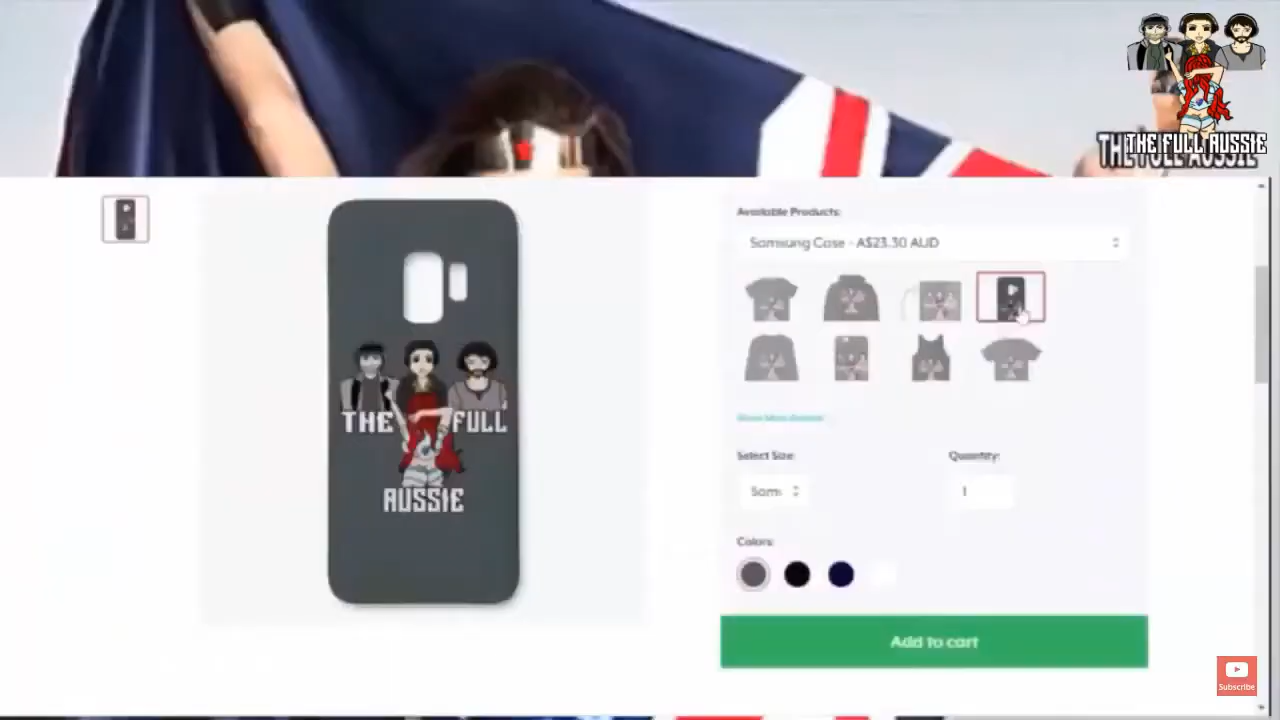 THE FULL AUSSIE
Available Products:
Samsung Case - A$23.30 AUD
THE FULL
AUSSIE
Select Size:
Quantity:
Sam
1
Colors:
Add to cart
Subscribe